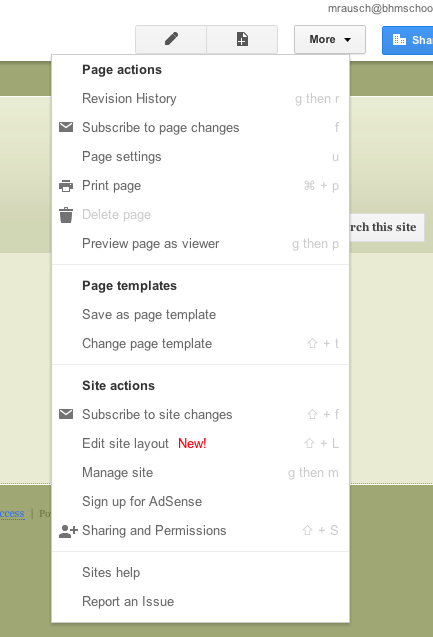 mrausch@bhmschoo
More
Sha
Page actions
Revision History g then r
Subscribe to page changes f
Page settings u
Print page ⌘ + p
Delete page
Preview page as viewer g then p
rch this site
Page templates
Save as page template
Change page template ⇧ + t
Site actions
Subscribe to site changes ⇧ + f
Edit site layout New! ⇧ + L
Manage site g then m
Sign up for AdSense
ccess | Po
Sharing and Permissions ⇧ + S
Sites help
Report an Issue